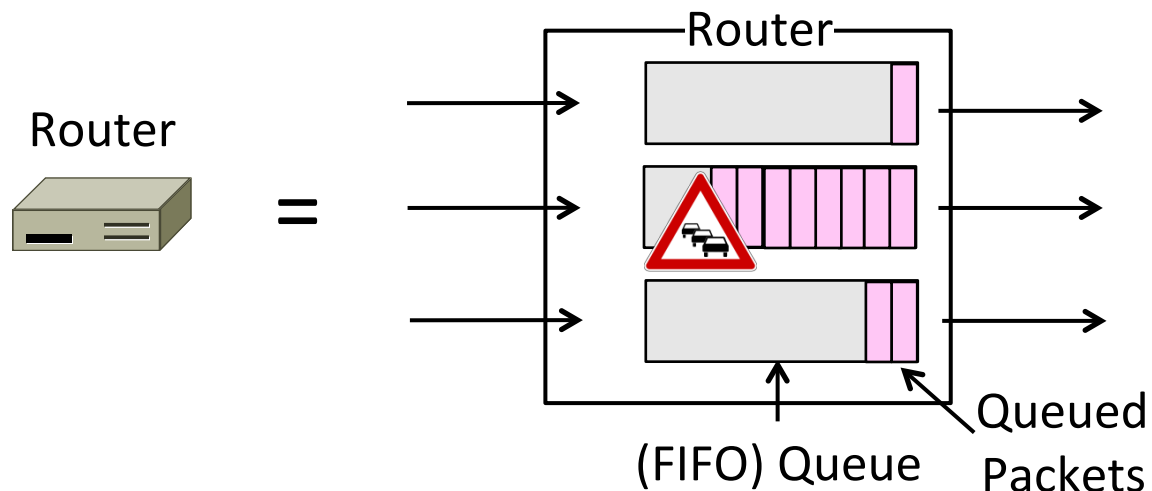 Router
Router
=
(FIFO) Queue
Queued
Packets